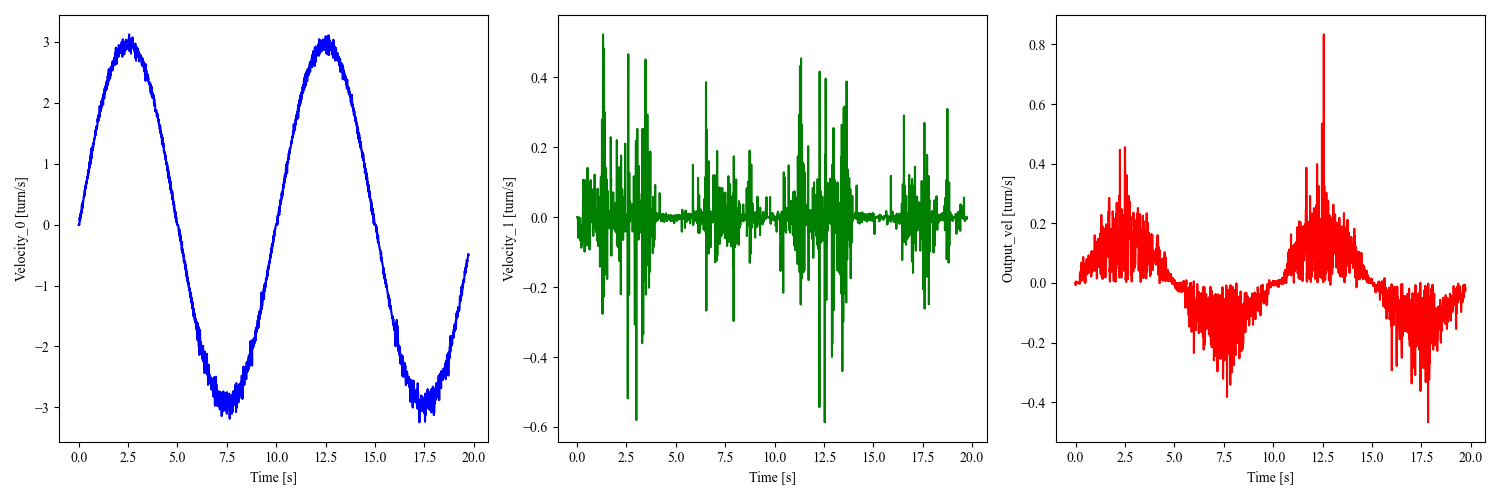 Velocity_0 [turn/s]
3
2
1
0
−1
−2
−3
0.0 2.5 5.0 7.5 10.0 12.5 15.0 17.5 20.0
Time [s]
Velocity_1 [turn/s]
0.4
0.2
0.0
−0.2
−0.4
−0.6
0.0 2.5 5.0 7.5 10.0 12.5 15.0 17.5 20.0
Time [s]
Output_vel [turn/s]
0.8
0.6
0.4
0.2
0.0
−0.2
−0.4
0.0 2.5 5.0 7.5 10.0 12.5 15.0 17.5 20.0
Time [s]